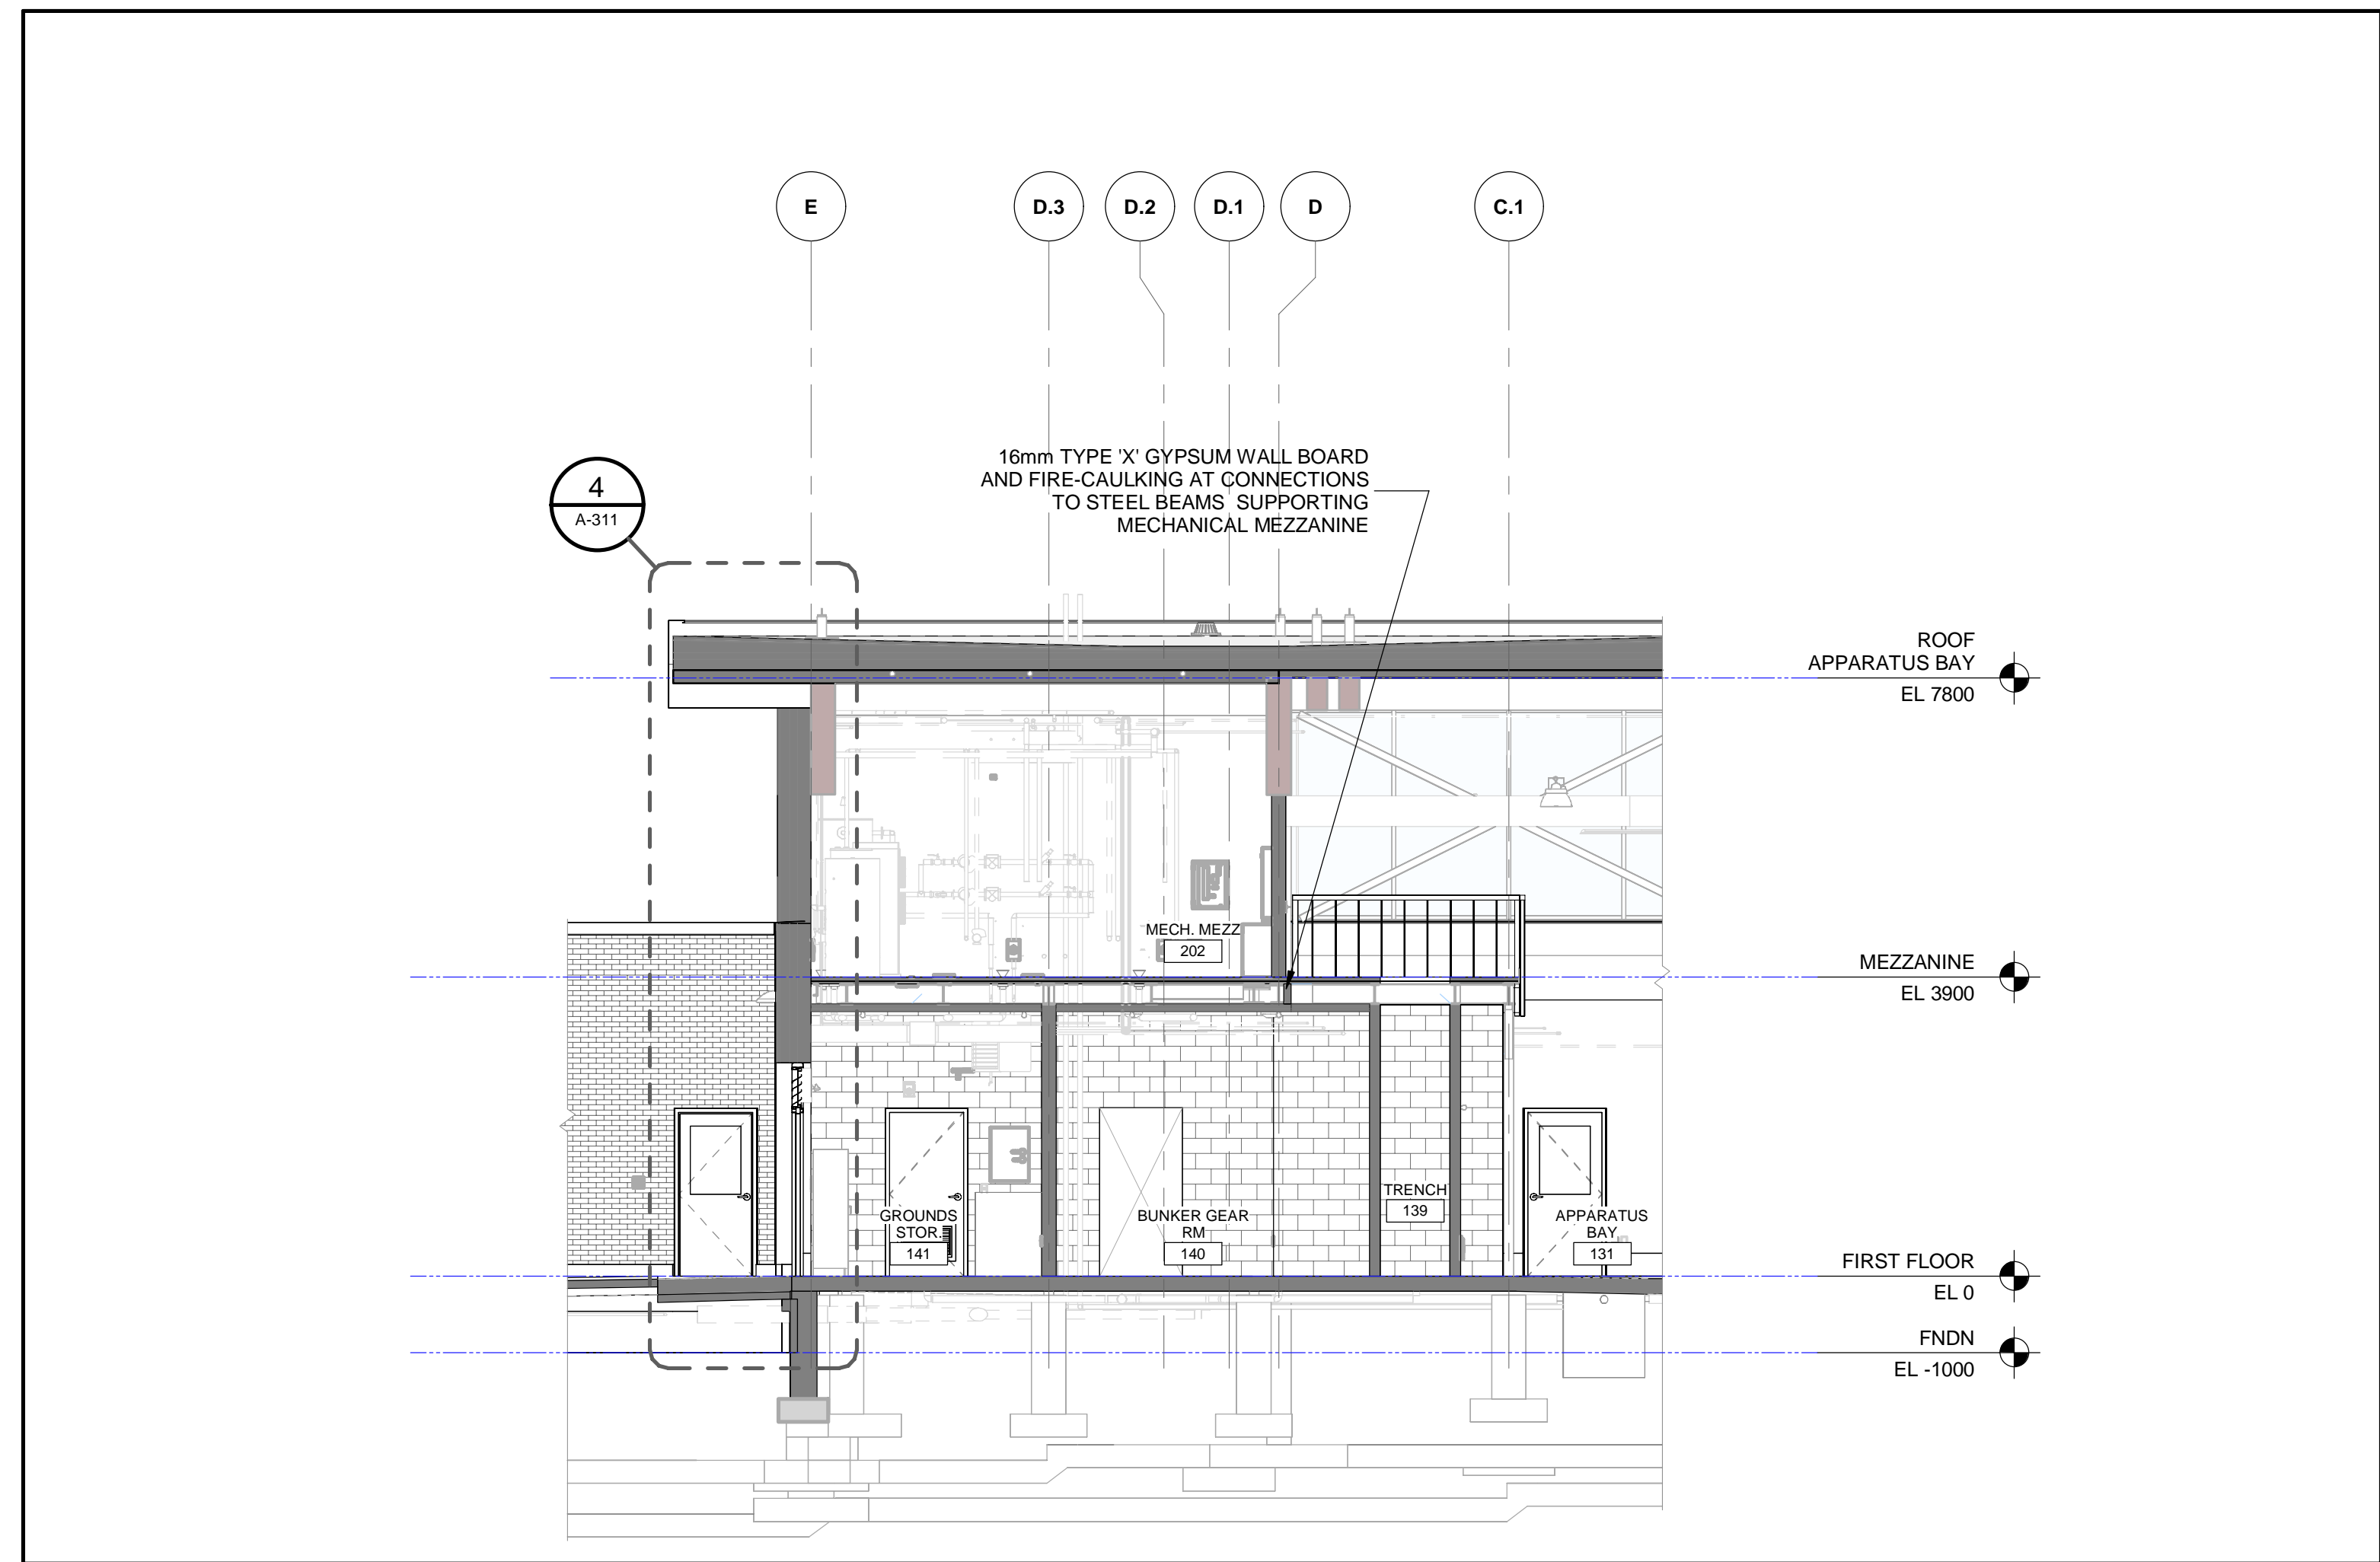 E
D.3
D.2
D.1
D
C.1
16mm TYPE 'X' GYPSUM WALL BOARD
AND FIRE-CAULKING AT CONNECTIONS
TO STEEL BEAMS  SUPPORTING
MECHANICAL MEZZANINE
4
A-311
ROOF
APPARATUS BAY
EL 7800
MECH. MEZZ
202
MEZZANINE
EL 3900
GROUNDS
STOR.
141
BUNKER GEAR
RM
140
TRENCH
139
APPARATUS
BAY
131
FIRST FLOOR
EL 0
FNDN
EL -1000